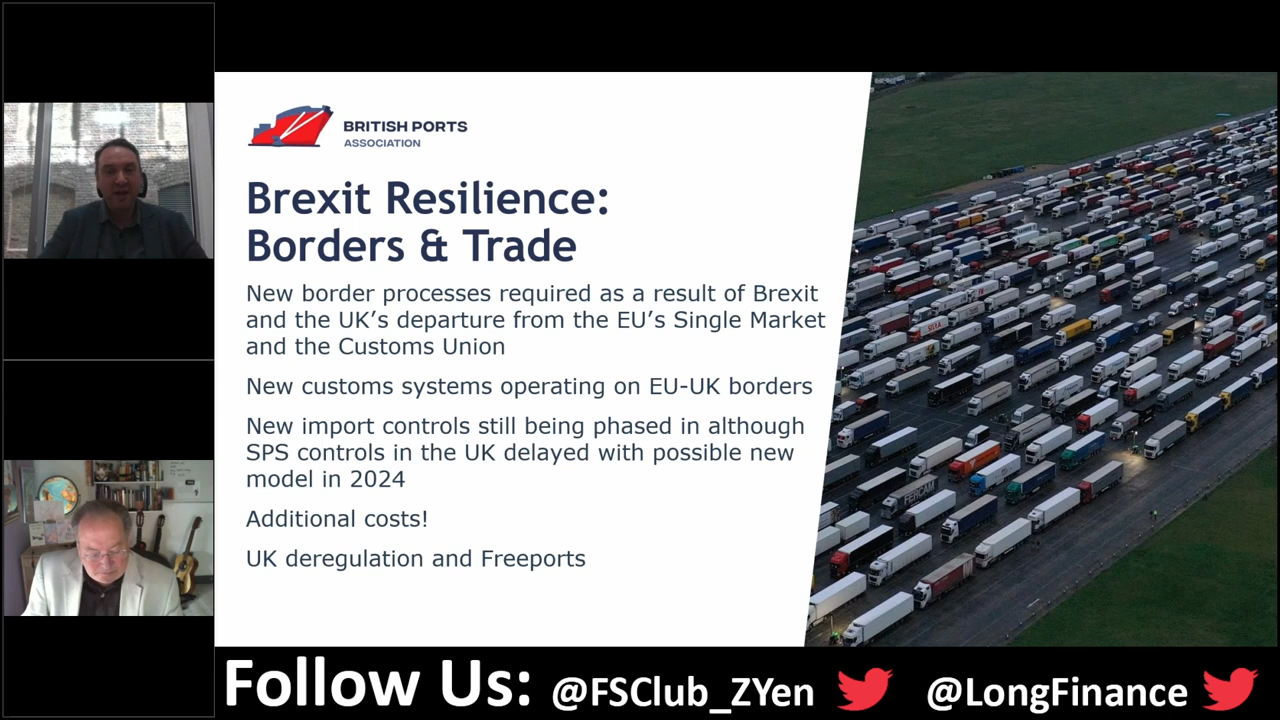 BRITISH PORTS
ASSOCIATION
Brexit Resilience:
Borders & Trade
New border processes required as a result of Brexit
and the UK’s departure from the EU’s Single Market
and the Customs Union
New customs systems operating on EU-UK borders
New import controls still being phased in although
SPS controls in the UK delayed with possible new
model in 2024
Additional costs!
UK deregulation and Freeports
FERCAM
Follow Us: @FSClub_ZYen @LongFinance